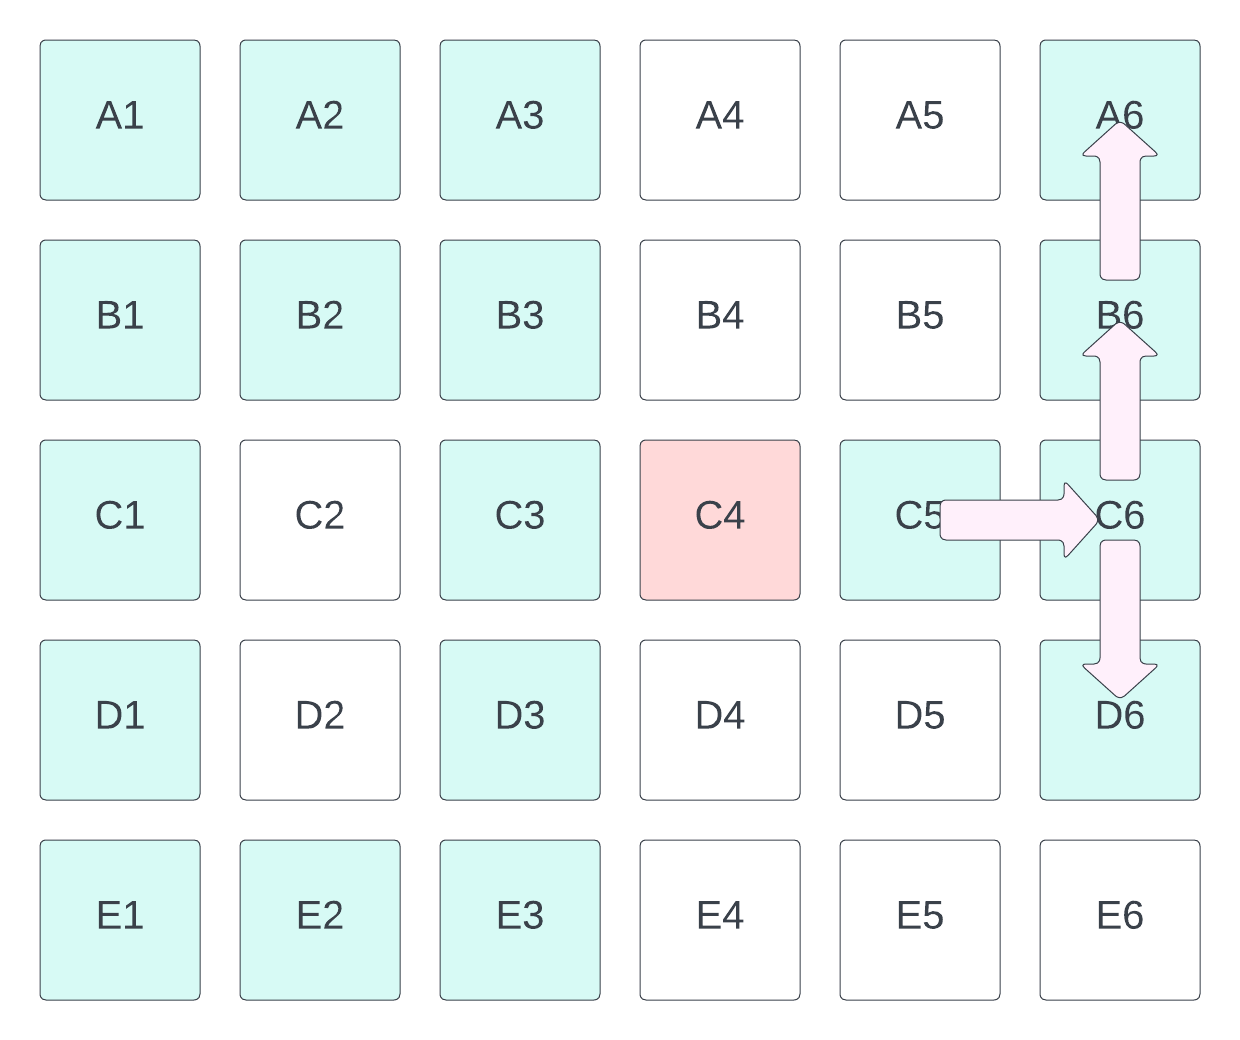 A1 A2 A3 A4 A5 A6
B1 B2 B3 B4 B5 B6
C1 C2 C3 C4 C5 C6
D1 D2 D3 D4 D5 D6
E1 E2 E3 E4 E5 E6